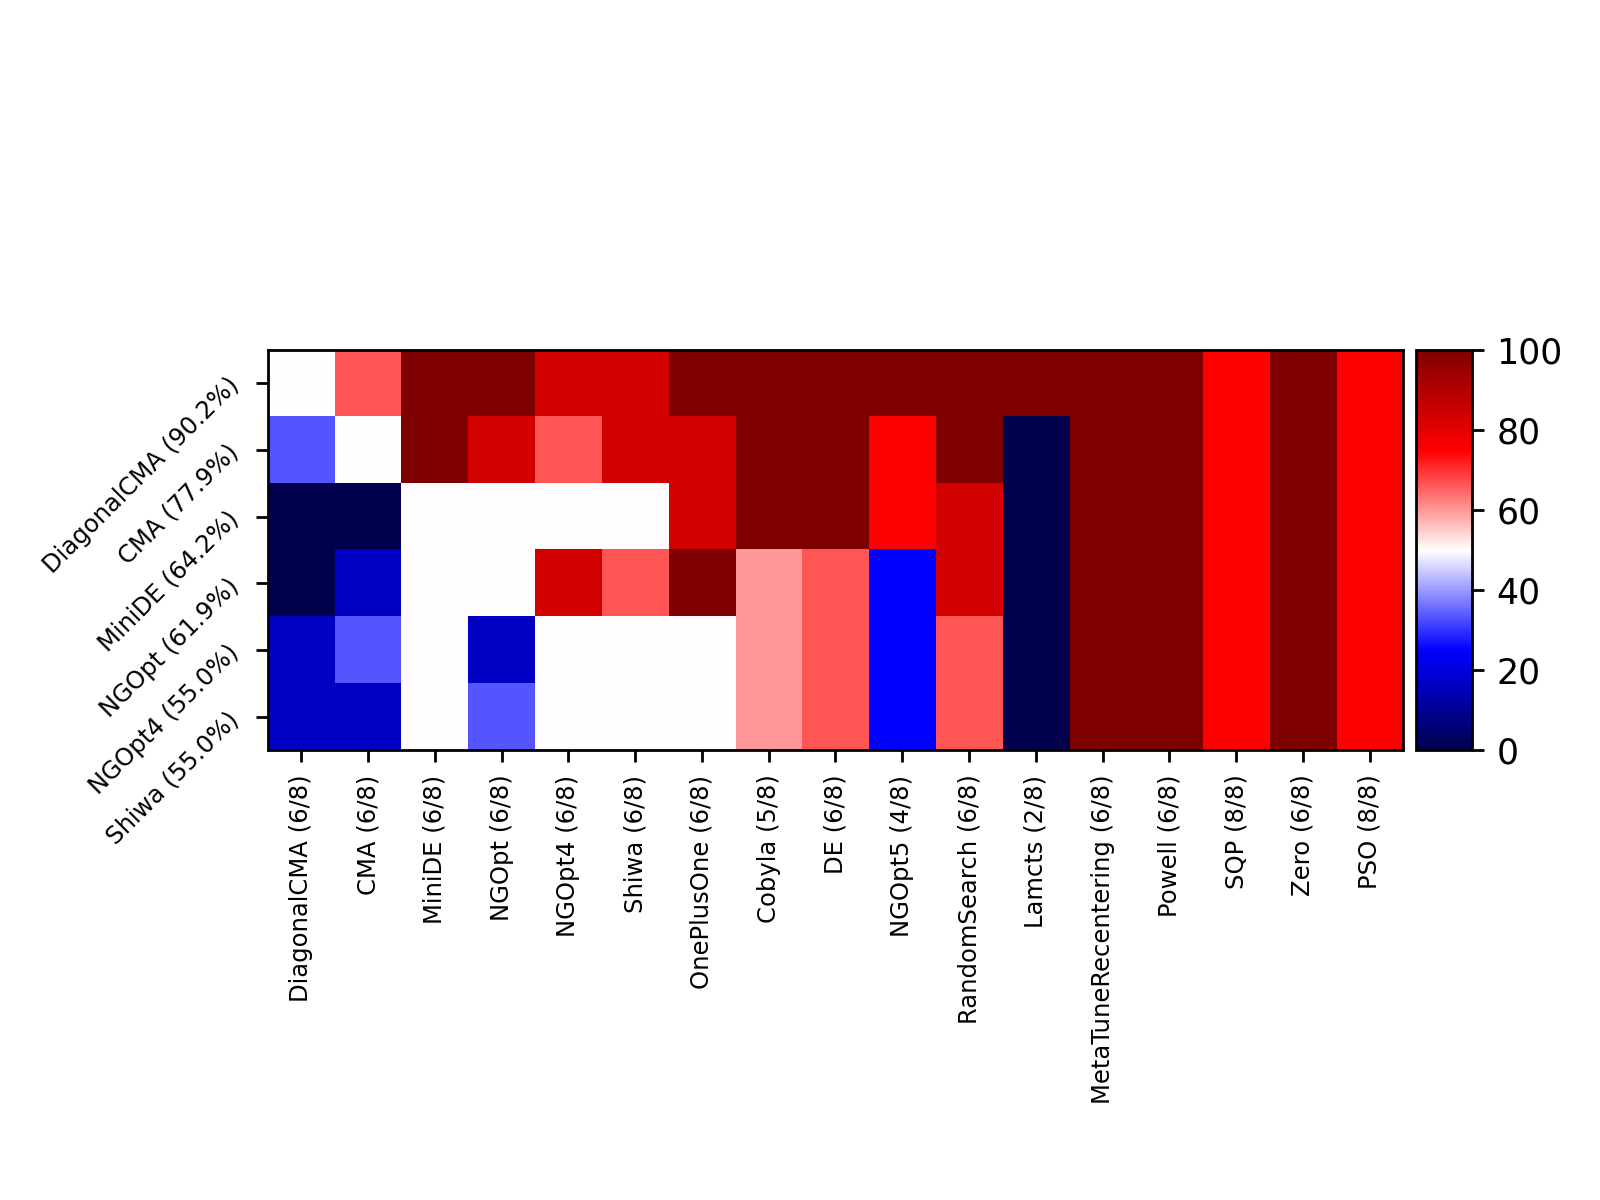 DiagonalCMA (90.2%)
CMA (77.9%)
MiniDE (64.2%)
NGOpt (61.9%)
NGOpt4 (55.0%)
Shiwa (55.0%)
DiagonalCMA (6/8)
CMA (6/8)
MiniDE (6/8)
NGOpt (6/8)
NGOpt4 (6/8)
Shiwa (6/8)
OnePlusOne (6/8)
Cobyla (5/8)
DE (6/8)
NGOpt5 (4/8)
RandomSearch (6/8)
Lamcts (2/8)
MetaTuneRecentering (6/8)
Powell (6/8)
SQP (8/8)
Zero (6/8)
PSO (8/8)
100
80
60
40
20
0